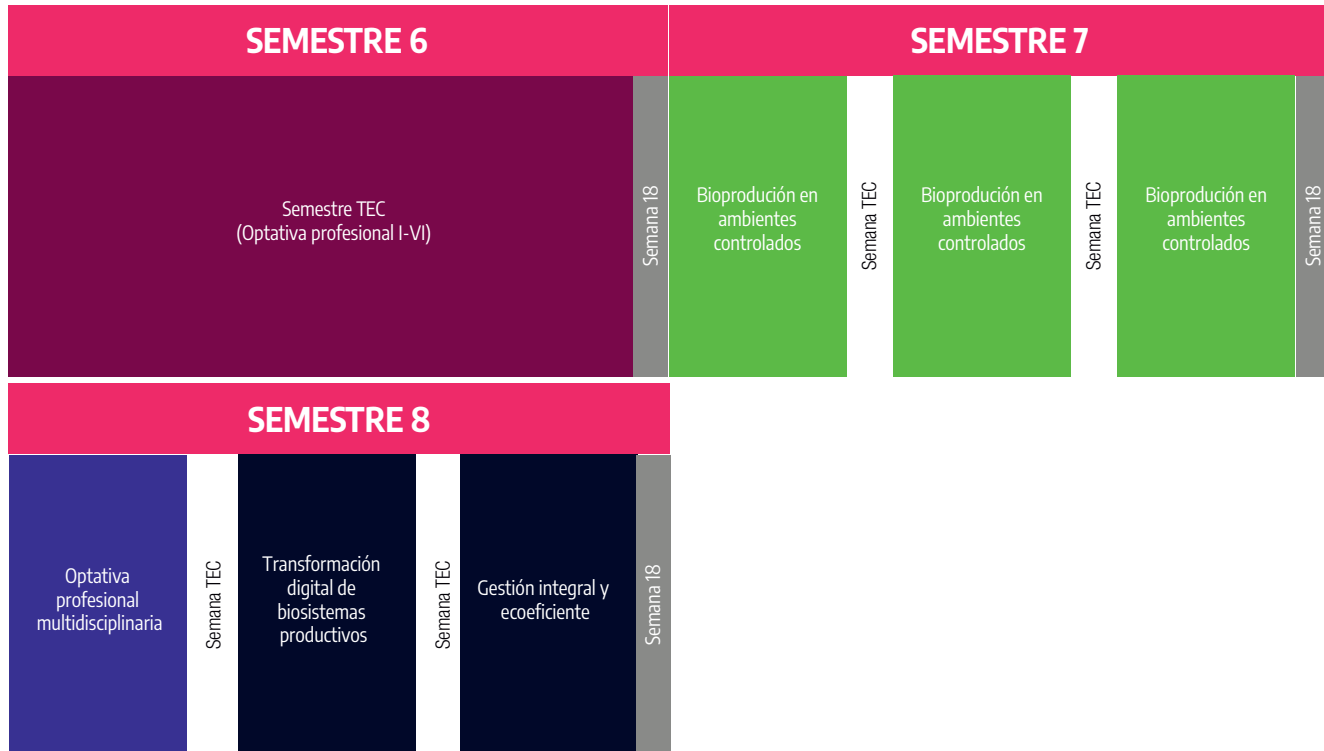 SEMESTRE 6
Semestre TEC
(Optativa profesional I-VI)
Semana 18
SEMESTRE 7
Bioprodución en
ambientes
controlados
Semana TEC
Bioprodución en
ambientes
controlados
Semana TEC
Bioprodución en
ambientes
controlados
Semana 18
SEMESTRE 8
Optativa
profesional
multidisciplinaria
Semana TEC
Transformación
digital de
biosistemas
productivos
Semana TEC
Gestión integral y
ecoeficiente
Semana 18